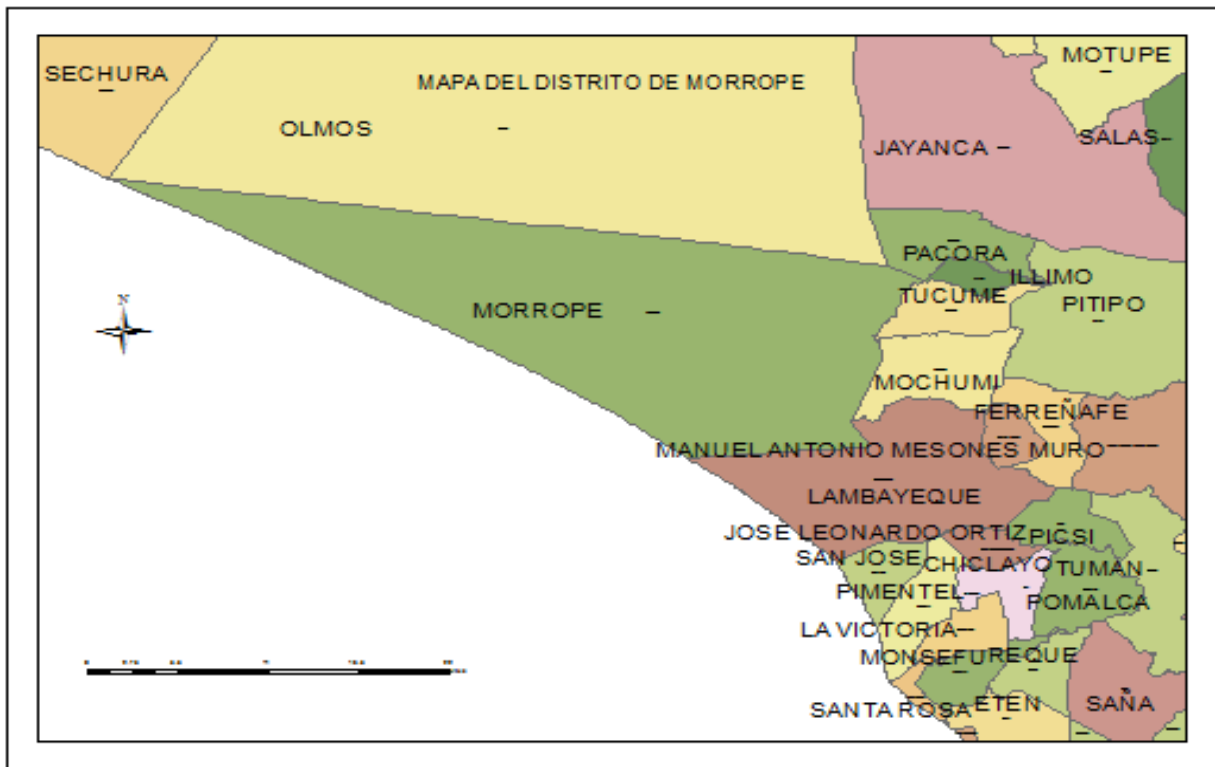 SECHURA
MOTUPE
MAPA DEL DISTRITO DE MORROPE
OLMOS
JAYANCA
SALAS
PACORA
ILLIMO
TUCUME
MORROPE
PITIPO
MOCHUMI
FERREÑAFE
MANUEL ANTONIO MESONES MURO
LAMBAYEQUE
JOSE LEONARDO ORTIZ
PICSI
SAN JOSE
CHICLAYO
TUMAN
PIMENTEL
POMALCA
LA VICTORIA
MONSEFU
REQUE
SANTA ROSA
ETEN
SAÑA
N